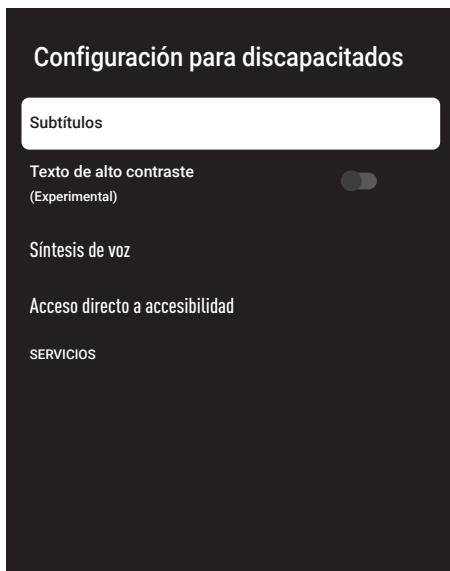 Configuración para discapacitados
Subtítulos
Texto de alto contraste
(Experimental)
Síntesis de voz
Acceso directo a accesibilidad
SERVICIOS